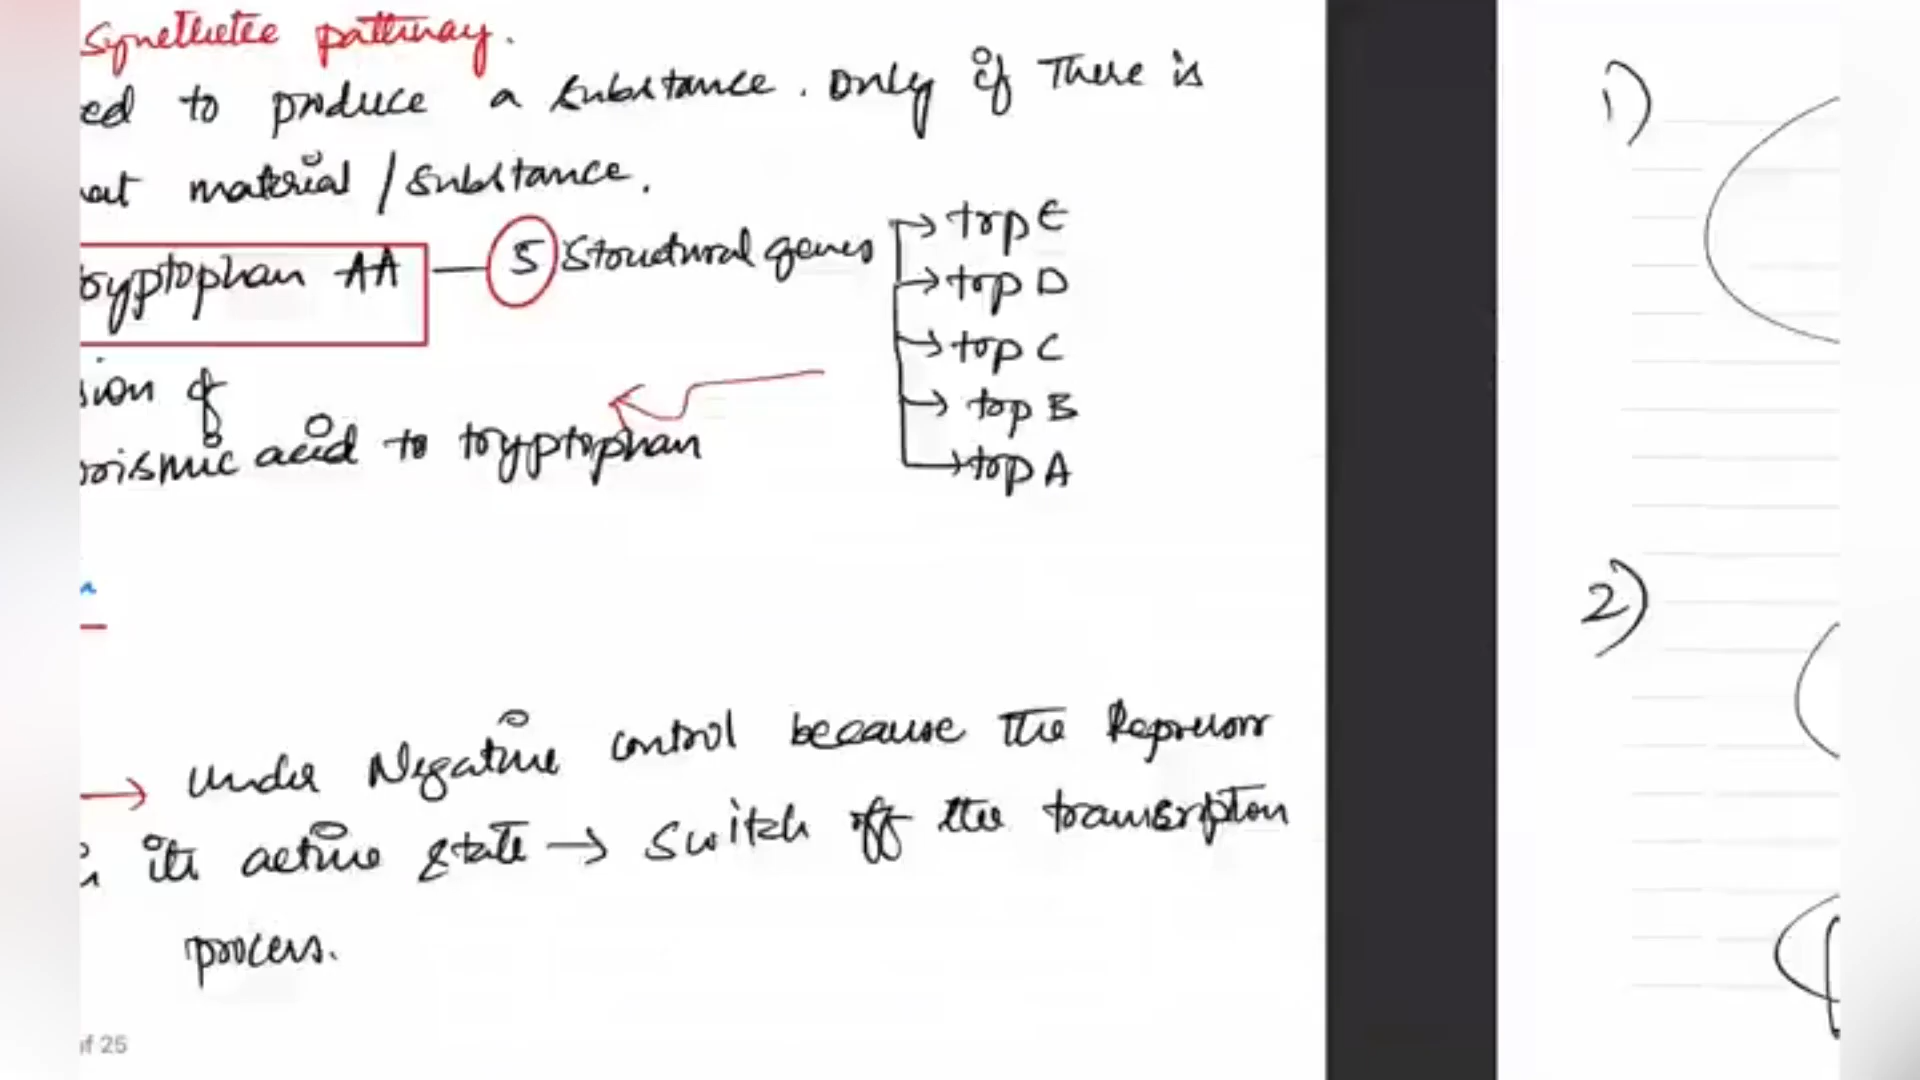 synthetic pathway.
ed to produce a substance. Only if There is
at material / substance.
tryptophan AA — 5 Structural genes
trp E
trp D
trp C
trp B
trp A
sion of
orismic acid to tryptophan
→ under Negative control because the Repressor
in its active state → switch off the transcription
process.
of 25
1)
2)